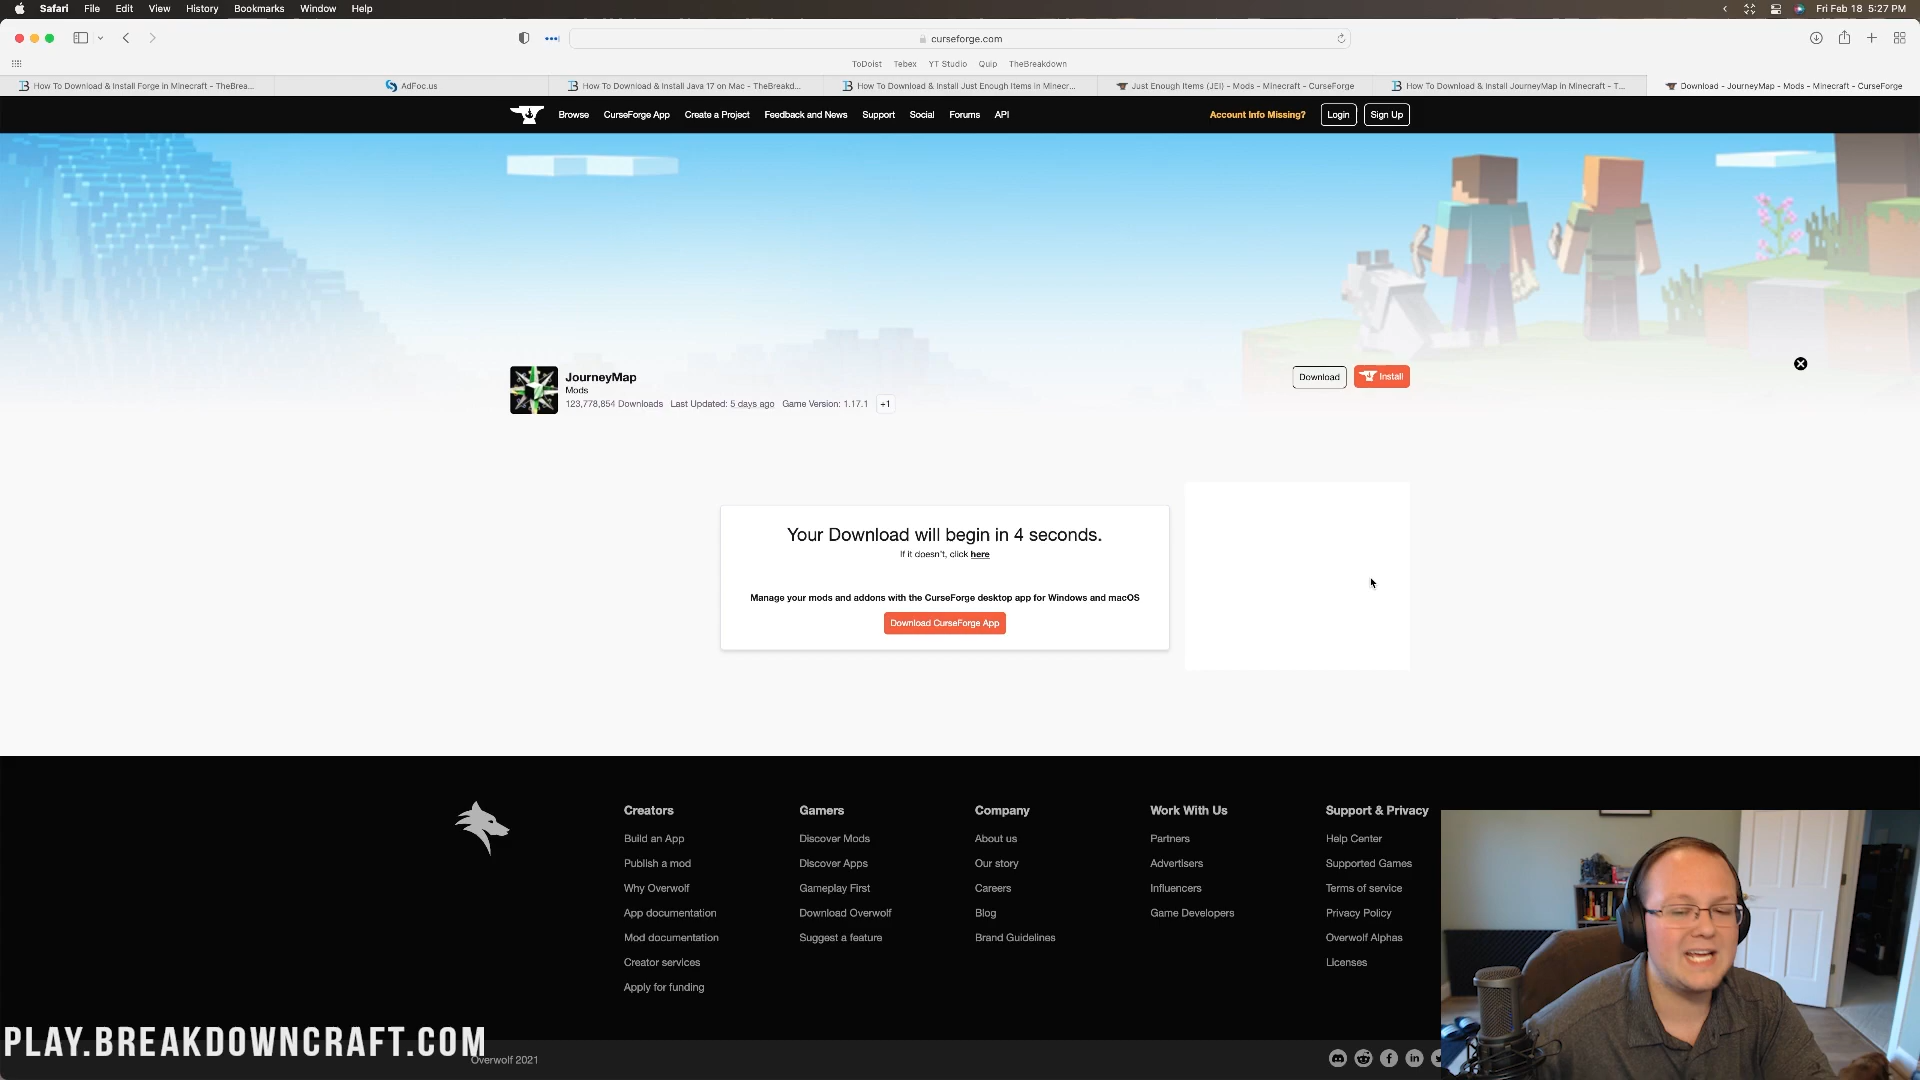 Safari File Edit View History Bookmarks Window Help
Fri Feb 18 5:27 PM
curseforge.com
ToDoist Tebex YT Studio Quip TheBreakdown
How To Download & Install Forge in Minecraft - TheBrea...
AdFoc.us
How To Download & Install Java 17 on Mac - TheBreakd...
How To Download & Install Just Enough Items in Minecr...
Just Enough Items (JEI) - Mods - Minecraft - CurseForge
How To Download & Install JourneyMap in Minecraft - T...
Download - JourneyMap - Mods - Minecraft - CurseForge
Browse CurseForge App Create a Project Feedback and News Support Social Forums API
Account Info Missing? Login Sign Up
JourneyMap
Mods
123,778,854 Downloads Last Updated: 5 days ago Game Version: 1.17.1 +1
Download Install
Your Download will begin in 4 seconds.
If it doesn't, click here
Manage your mods and addons with the CurseForge desktop app for Windows and macOS
Download CurseForge App
Creators
Build an App
Publish a mod
Why Overwolf
App documentation
Mod documentation
Creator services
Apply for funding
Gamers
Discover Mods
Discover Apps
Gameplay First
Download Overwolf
Suggest a feature
Company
About us
Our story
Careers
Blog
Brand Guidelines
Work With Us
Partners
Advertisers
Influencers
Game Developers
Support & Privacy
Help Center
Supported Games
Terms of service
Privacy Policy
Overwolf Alphas
Licenses
PLAY.BREAKDOWNCRAFT.COM
Overwolf 2021